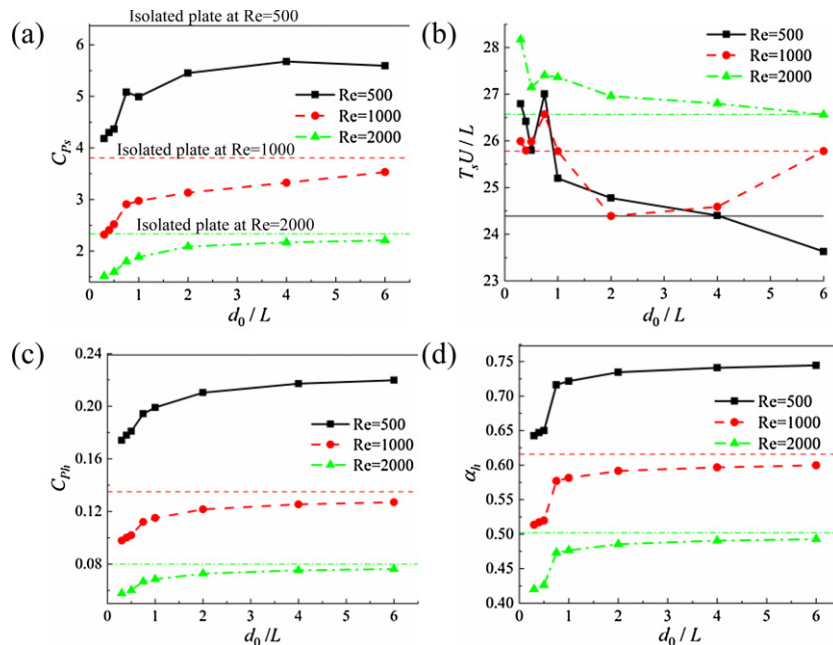 (a)
Isolated plate at Re=500
6
5
4
3
2
C_Ps
Re=500
Re=1000
Re=2000
Isolated plate at Re=1000
Isolated plate at Re=2000
0 1 2 3 4 5 6
d_0 / L
(b)
28
27
26
25
24
23
T_sU / L
Re=500
Re=1000
Re=2000
0 1 2 3 4 5 6
d_0 / L
(c)
0.24
0.20
0.16
0.12
0.08
C_Ph
Re=500
Re=1000
Re=2000
0 1 2 3 4 5 6
d_0 / L
(d)
0.75
0.70
0.65
0.60
0.55
0.50
0.45
0.40
α_h
Re=500
Re=1000
Re=2000
0 1 2 3 4 5 6
d_0 / L